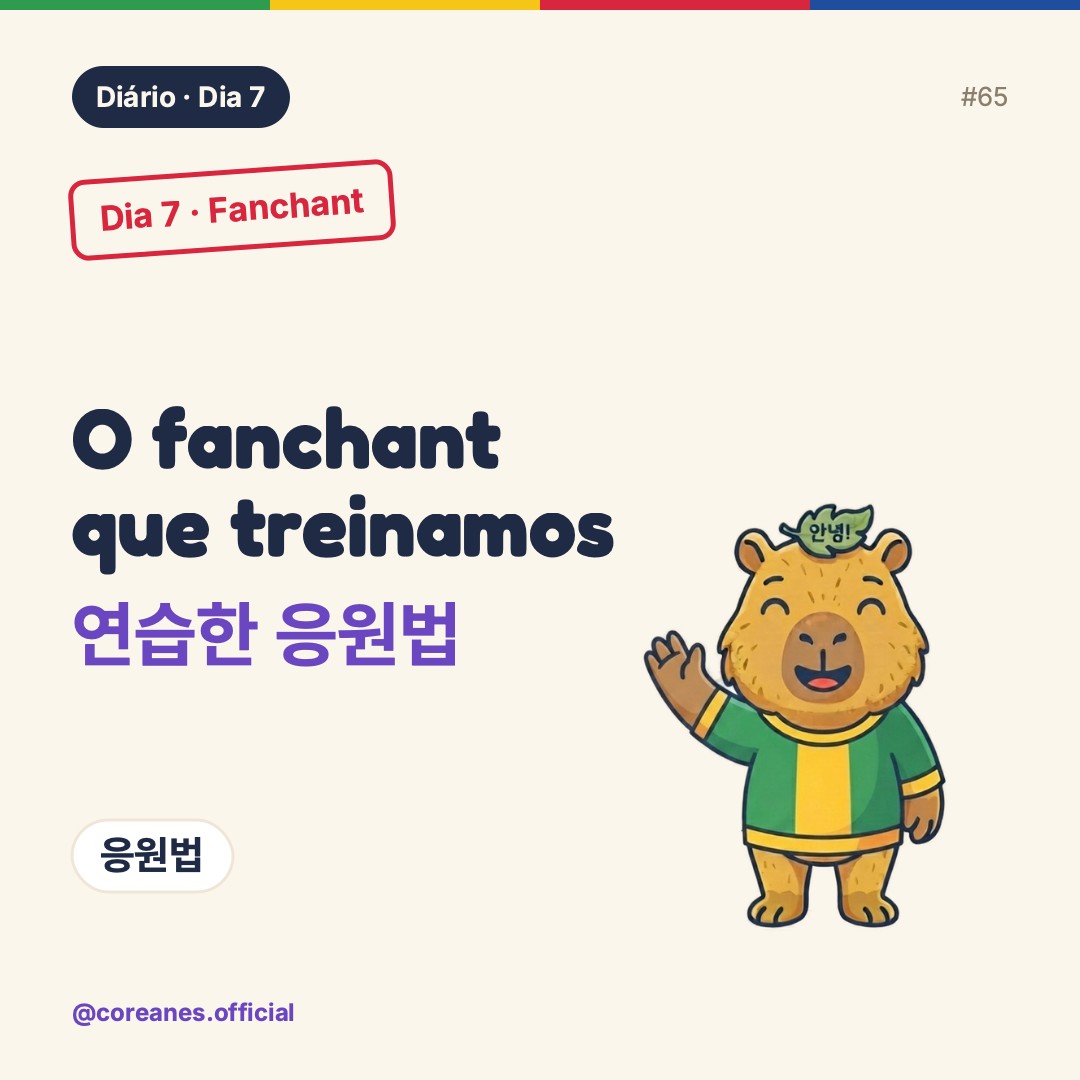 Diário · Dia 7
#65
Dia 7 · Fanchant
O fanchant
que treinamos
연습한 응원법
안녕!
응원법
@coreanes.official